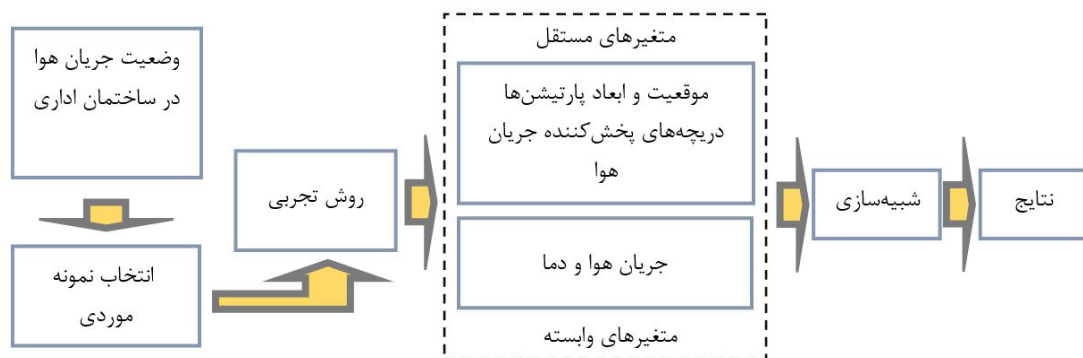 وضعیت جریان هوا
در ساختمان اداری
انتخاب نمونه
موردی
روش تجربی
متغیرهای مستقل
موقعیت و ابعاد پارتیشن‌ها
دریچه‌های پخش‌کننده جریان
هوا
جریان هوا و دما
متغیرهای وابسته
شبیه‌سازی
نتایج